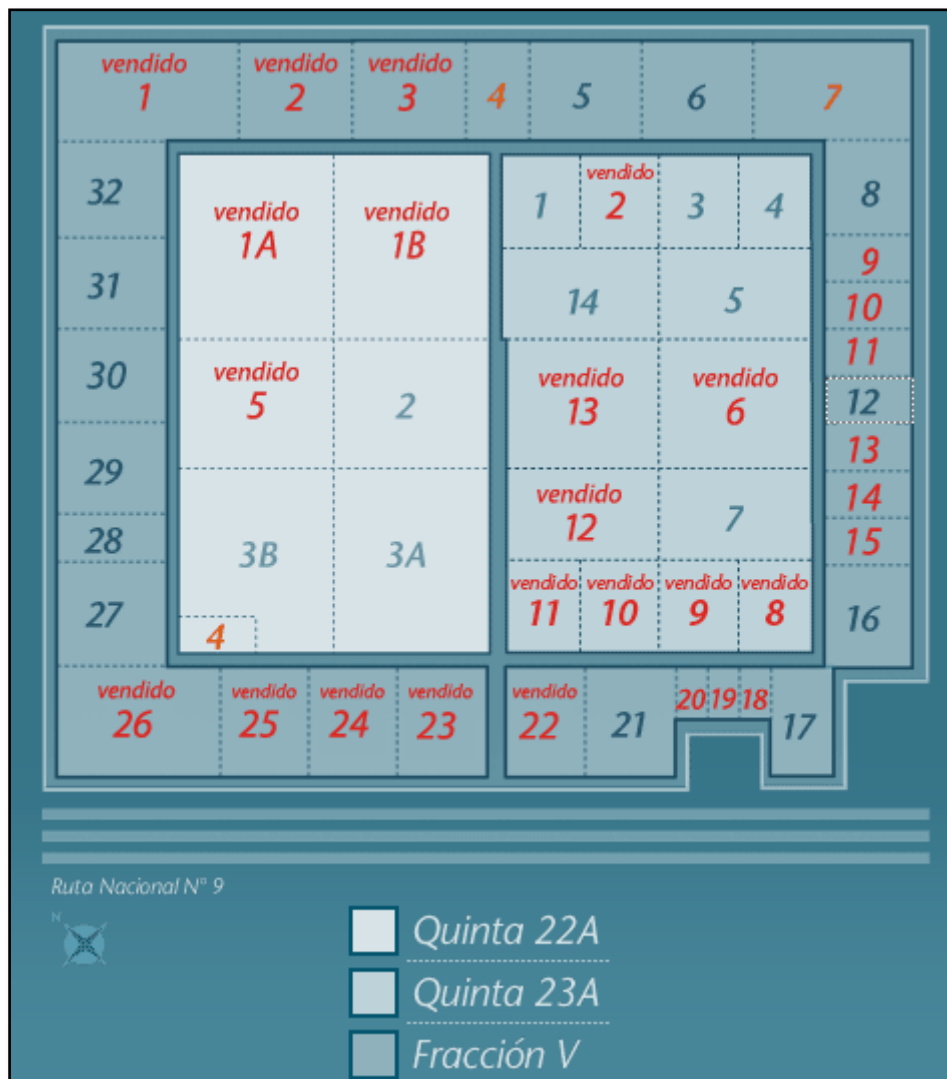 vendido
1
vendido
2
vendido
3
4
5
6
7
32
31
30
29
28
27
vendido
1A
vendido
1B
vendido
5
2
3B
3A
4
1
vendido
2
3
4
14
5
vendido
13
vendido
6
vendido
12
7
vendido
11
vendido
10
vendido
9
vendido
8
8
9
10
11
12
13
14
15
16
vendido
26
vendido
25
vendido
24
vendido
23
vendido
22
21
20
19
18
17
Ruta Nacional N° 9
N
Quinta 22A
Quinta 23A
Fracción V